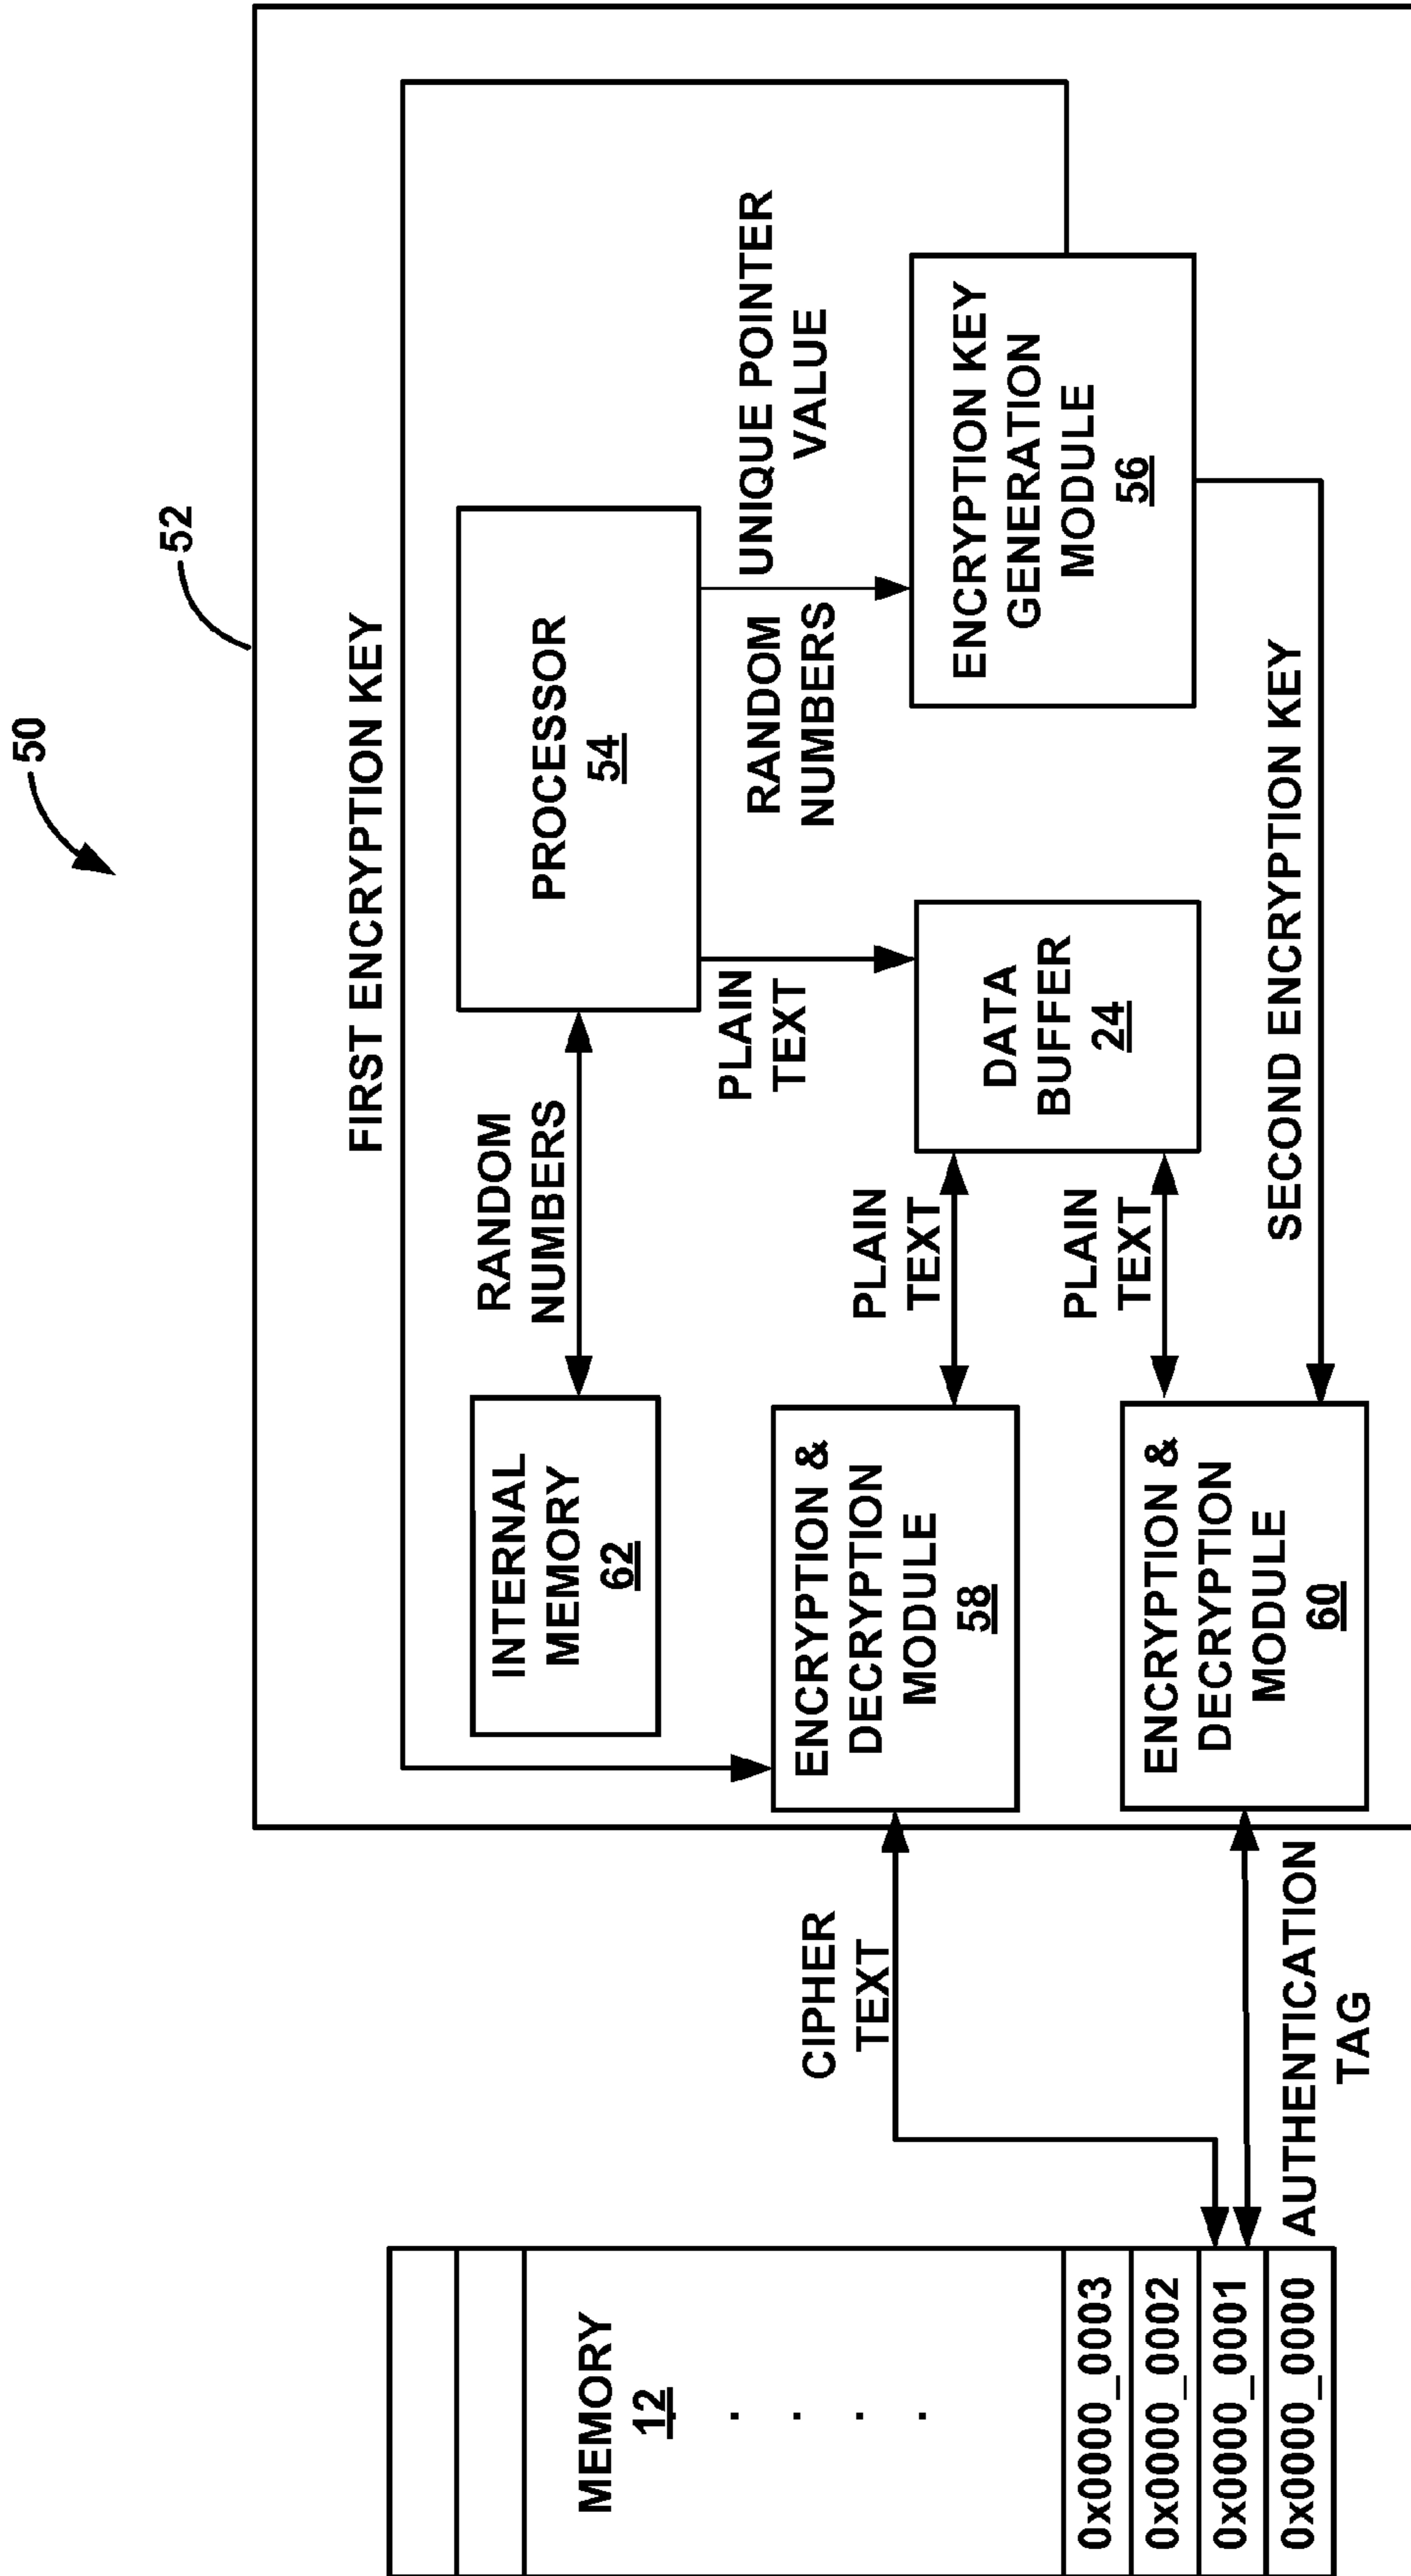 50
52
FIRST ENCRYPTION KEY
PROCESSOR
54
RANDOM
NUMBERS
INTERNAL
MEMORY
62
UNIQUE POINTER
VALUE
RANDOM
NUMBERS
PLAIN
TEXT
ENCRYPTION KEY
GENERATION
MODULE
56
DATA
BUFFER
24
PLAIN
TEXT
PLAIN
TEXT
SECOND ENCRYPTION KEY
ENCRYPTION &
DECRYPTION
MODULE
58
ENCRYPTION &
DECRYPTION
MODULE
60
CIPHER
TEXT
AUTHENTICATION
TAG
MEMORY
12
0x0000_0003
0x0000_0002
0x0000_0001
0x0000_0000